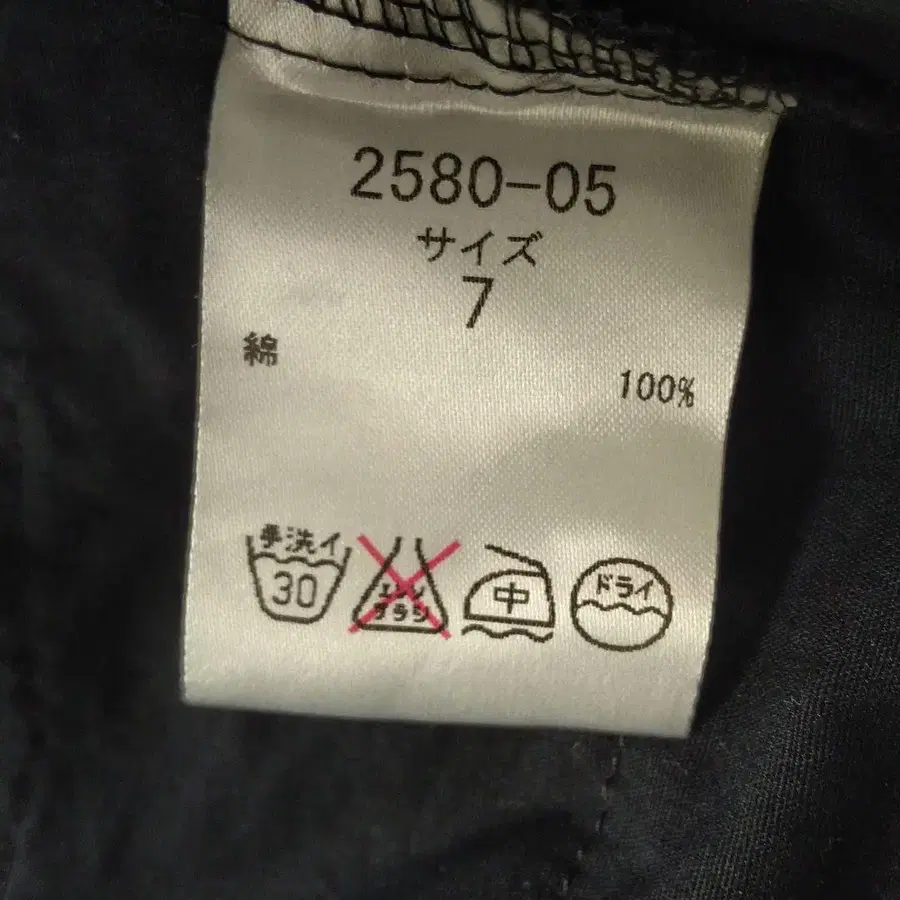 2580-05
サイズ
7
綿 100%
手洗イ
30
エンソ
サラシ
中
ドライ